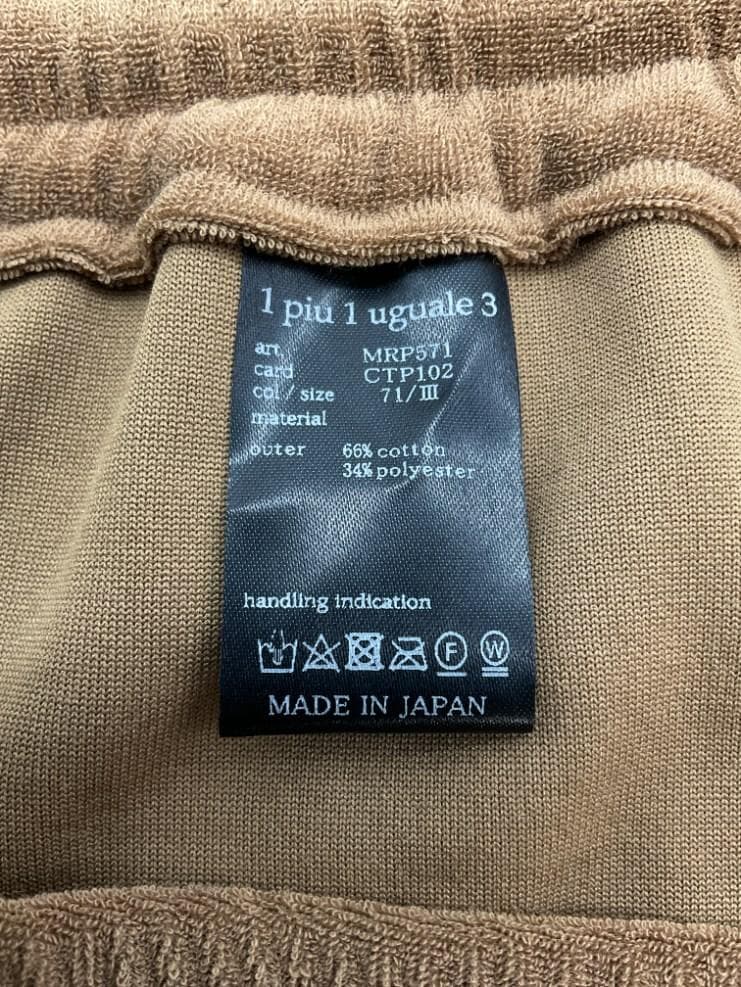 1 piu 1 uguale 3
art. MRP571
card CTP102
col / size 71/III
material
outer 66% cotton
34% polyester
handling indication
F W
MADE IN JAPAN